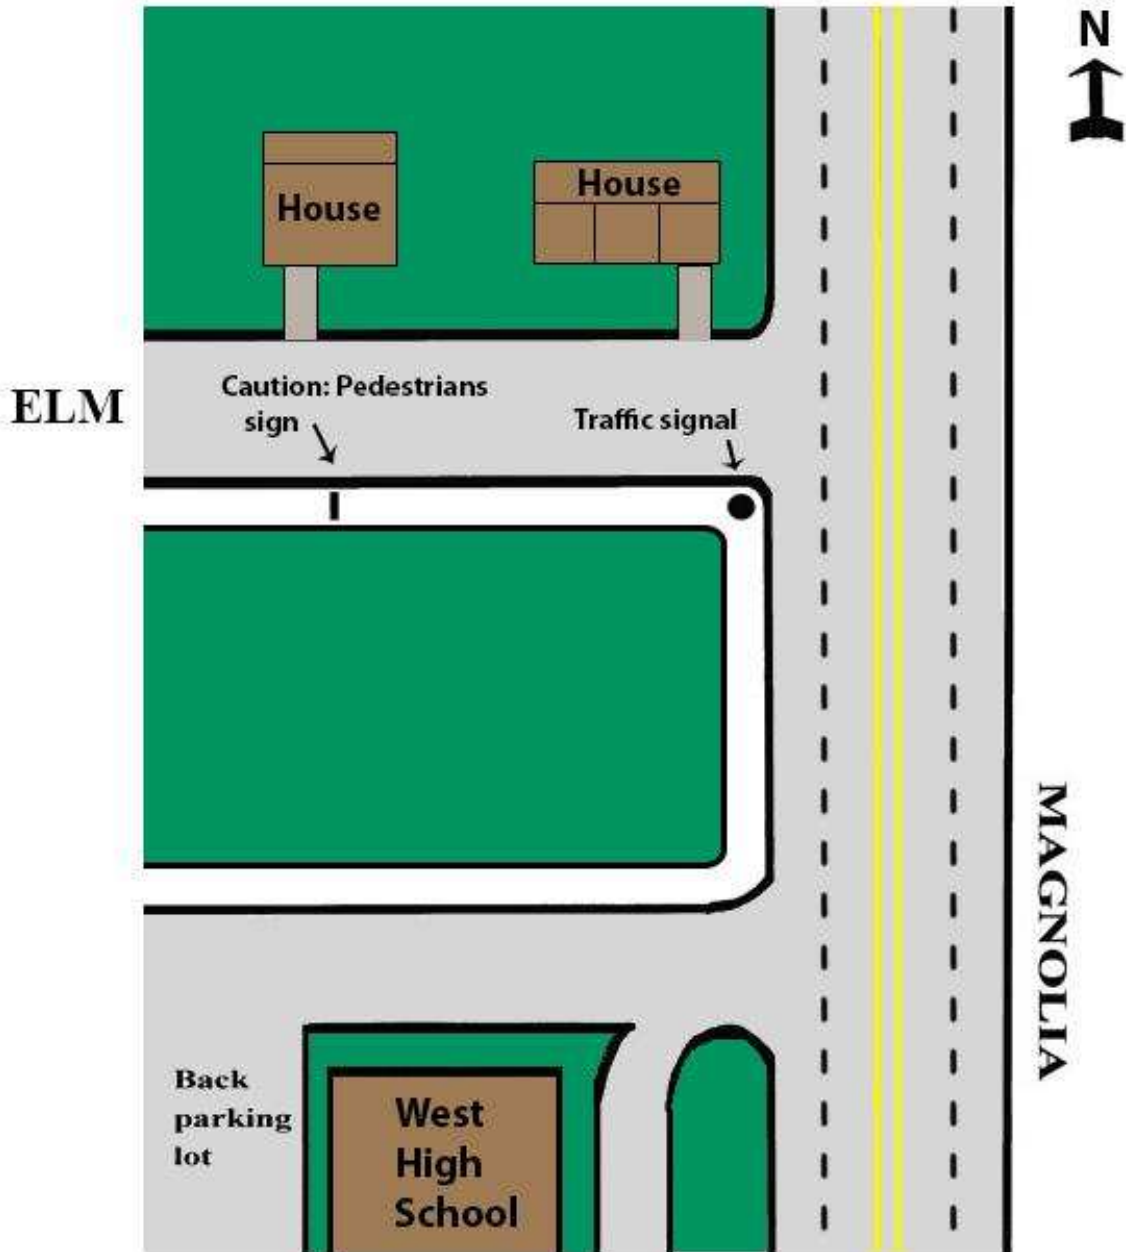 N
House
House
Caution: Pedestrians
sign
ELM
Traffic signal
MAGNOLIA
Back
parking
lot
West
High
School